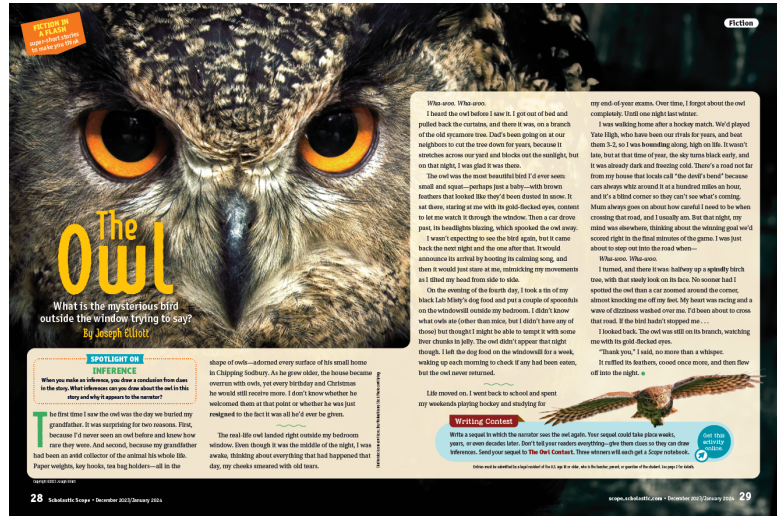 FICTION IN
A FLASH
super-short stories
to make you think
Fiction
The
Owl
What is the mysterious bird
outside the window trying to say?
By Joseph Elliott
SPOTLIGHT ON
INFERENCE
When you make an inference, you draw a conclusion from clues
in the story. What inferences can you draw about the owl in this
story and why it appears to the narrator?
The first time I saw the owl was the day we buried my
grandfather. It was surprising for two reasons. First,
because I'd never seen an owl before and knew how
rare they were. And second, because my grandfather
had been an avid collector of the animal his whole life.
Paper weights, key hooks, tea bag holders—all in the
shape of owls—adorned every surface of his small home
in Chipping Sodbury. As he grew older, the house became
overrun with owls, yet every birthday and Christmas
he would still receive more. I don't know whether he
welcomed them at that point or whether he was just
resigned to the fact it was all he'd ever be given.
The real-life owl landed right outside my bedroom
window. Even though it was the middle of the night, I was
awake, thinking about everything that had happened that
day, my cheeks smeared with old tears.
Wha-woo. Wha-woo.
I heard the owl before I saw it. I got out of bed and
pulled back the curtains, and there it was, on a branch
of the old sycamore tree. Dad's been going on at our
neighbors to cut the tree down for years, because it
stretches across our yard and blocks out the sunlight, but
on that night, I was glad it was there.
The owl was the most beautiful bird I'd ever seen:
small and squat—perhaps just a baby—with brown
feathers that looked like they'd been dusted in snow. It
sat there, staring at me with its gold-flecked eyes, content
to let me watch it through the window. Then a car drove
past, its headlights blazing, which spooked the owl away.
I wasn't expecting to see the bird again, but it came
back the next night and the one after that. It would
announce its arrival by hooting its calming song, and
then it would just stare at me, mimicking my movements
as I tilted my head from side to side.
On the evening of the fourth day, I took a tin of my
black Lab Misty's dog food and put a couple of spoonfuls
on the windowsill outside my bedroom. I didn't know
what owls ate (other than mice, but I didn't have any of
those) but thought I might be able to tempt it with some
liver chunks in jelly. The owl didn't appear that night
though. I left the dog food on the windowsill for a week,
waking up each morning to check if any had been eaten,
but the owl never returned.
Life moved on. I went back to school and spent
my weekends playing hockey and studying for
my end-of-year exams. Over time, I forgot about the owl
completely. Until one night last winter.
I was walking home after a hockey match. We'd played
Yate High, who have been our rivals for years, and beat
them 3-2, so I was bounding along, high on life. It wasn't
late, but at that time of year, the sky turns black early, and
it was already dark and freezing cold. There's a road not far
from my house that locals call "the devil's bend" because
cars always whiz around it at a hundred miles an hour,
and it's a blind corner so they can't see what's coming.
Mum always goes on about how careful I need to be when
crossing that road, and I usually am. But that night, my
mind was elsewhere, thinking about the winning goal we'd
scored right in the final minutes of the game. I was just
about to step out into the road when—
Wha-woo. Wha-woo.
I turned, and there it was: halfway up a spindly birch
tree, with that steely look on its face. No sooner had I
spotted the owl than a car zoomed around the corner,
almost knocking me off my feet. My heart was racing and a
wave of dizziness washed over me. I'd been about to cross
that road. If the bird hadn't stopped me . . .
I looked back. The owl was still on its branch, watching
me with its gold-flecked eyes.
"Thank you," I said, no more than a whisper.
It ruffled its feathers, cooed once more, and then flew
off into the night.
Writing Contest
Write a sequel in which the narrator sees the owl again. Your sequel could take place weeks,
years, or even decades later. Don't tell your readers everything—give them clues so they can draw
inferences. Send your sequel to The Owl Contest. Three winners will each get a Scope notebook.
Get this
activity
online.
Entries must be submitted by a legal resident of the U.S. age 18 or older, who is the teacher, parent, or guardian of the student. See page 2 for details.
Copyright ©2023 Joseph Elliott
28 Scholastic Scope • December 2023/January 2024
scope.scholastic.com • December 2023/January 2024 29